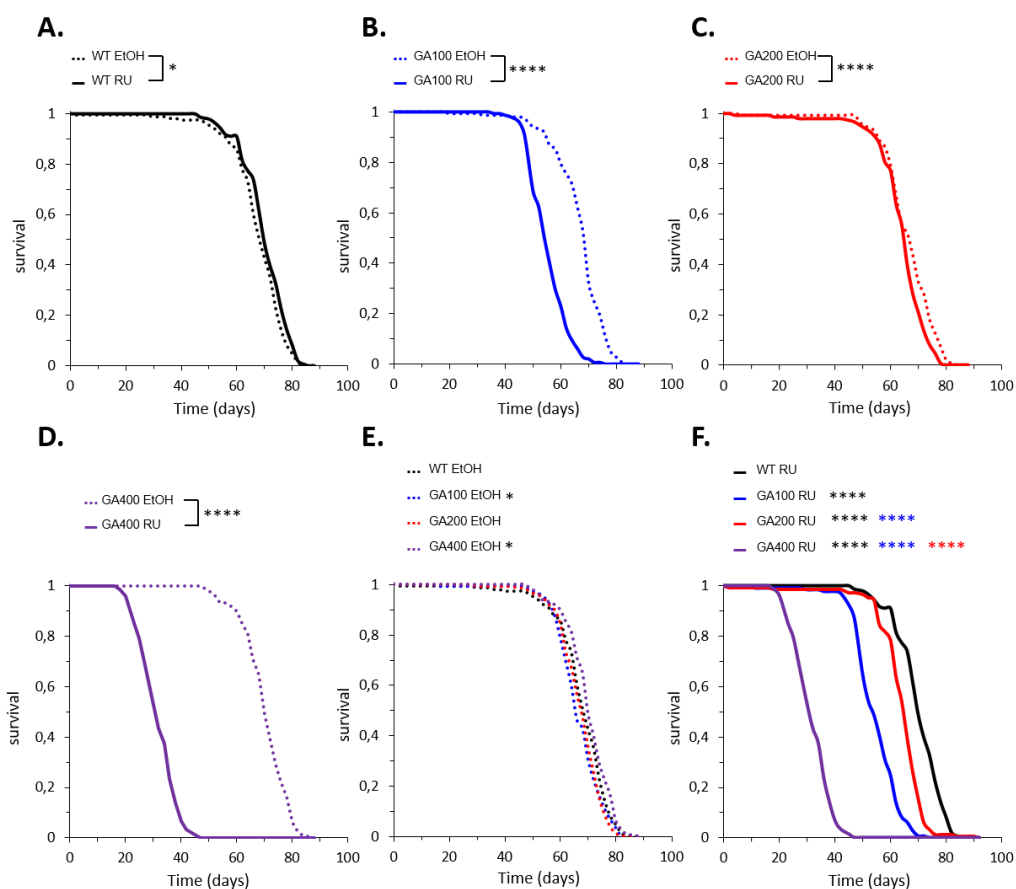 A.
WT EtOH
WT RU
*
1
0,8
0,6
0,4
0,2
0
survival
0 20 40 60 80 100
Time (days)
B.
GA100 EtOH
GA100 RU
****
1
0,8
0,6
0,4
0,2
0
survival
0 20 40 60 80 100
Time (days)
C.
GA200 EtOH
GA200 RU
****
1
0,8
0,6
0,4
0,2
0
survival
0 20 40 60 80 100
Time (days)
D.
GA400 EtOH
GA400 RU
****
1
0,8
0,6
0,4
0,2
0
survival
0 20 40 60 80 100
Time (days)
E.
WT EtOH
GA100 EtOH *
GA200 EtOH
GA400 EtOH *
1
0,8
0,6
0,4
0,2
0
survival
0 20 40 60 80 100
Time (days)
F.
WT RU
GA100 RU ****
GA200 RU **** ****
GA400 RU **** **** ****
1
0,8
0,6
0,4
0,2
0
survival
0 20 40 60 80 100
Time (days)